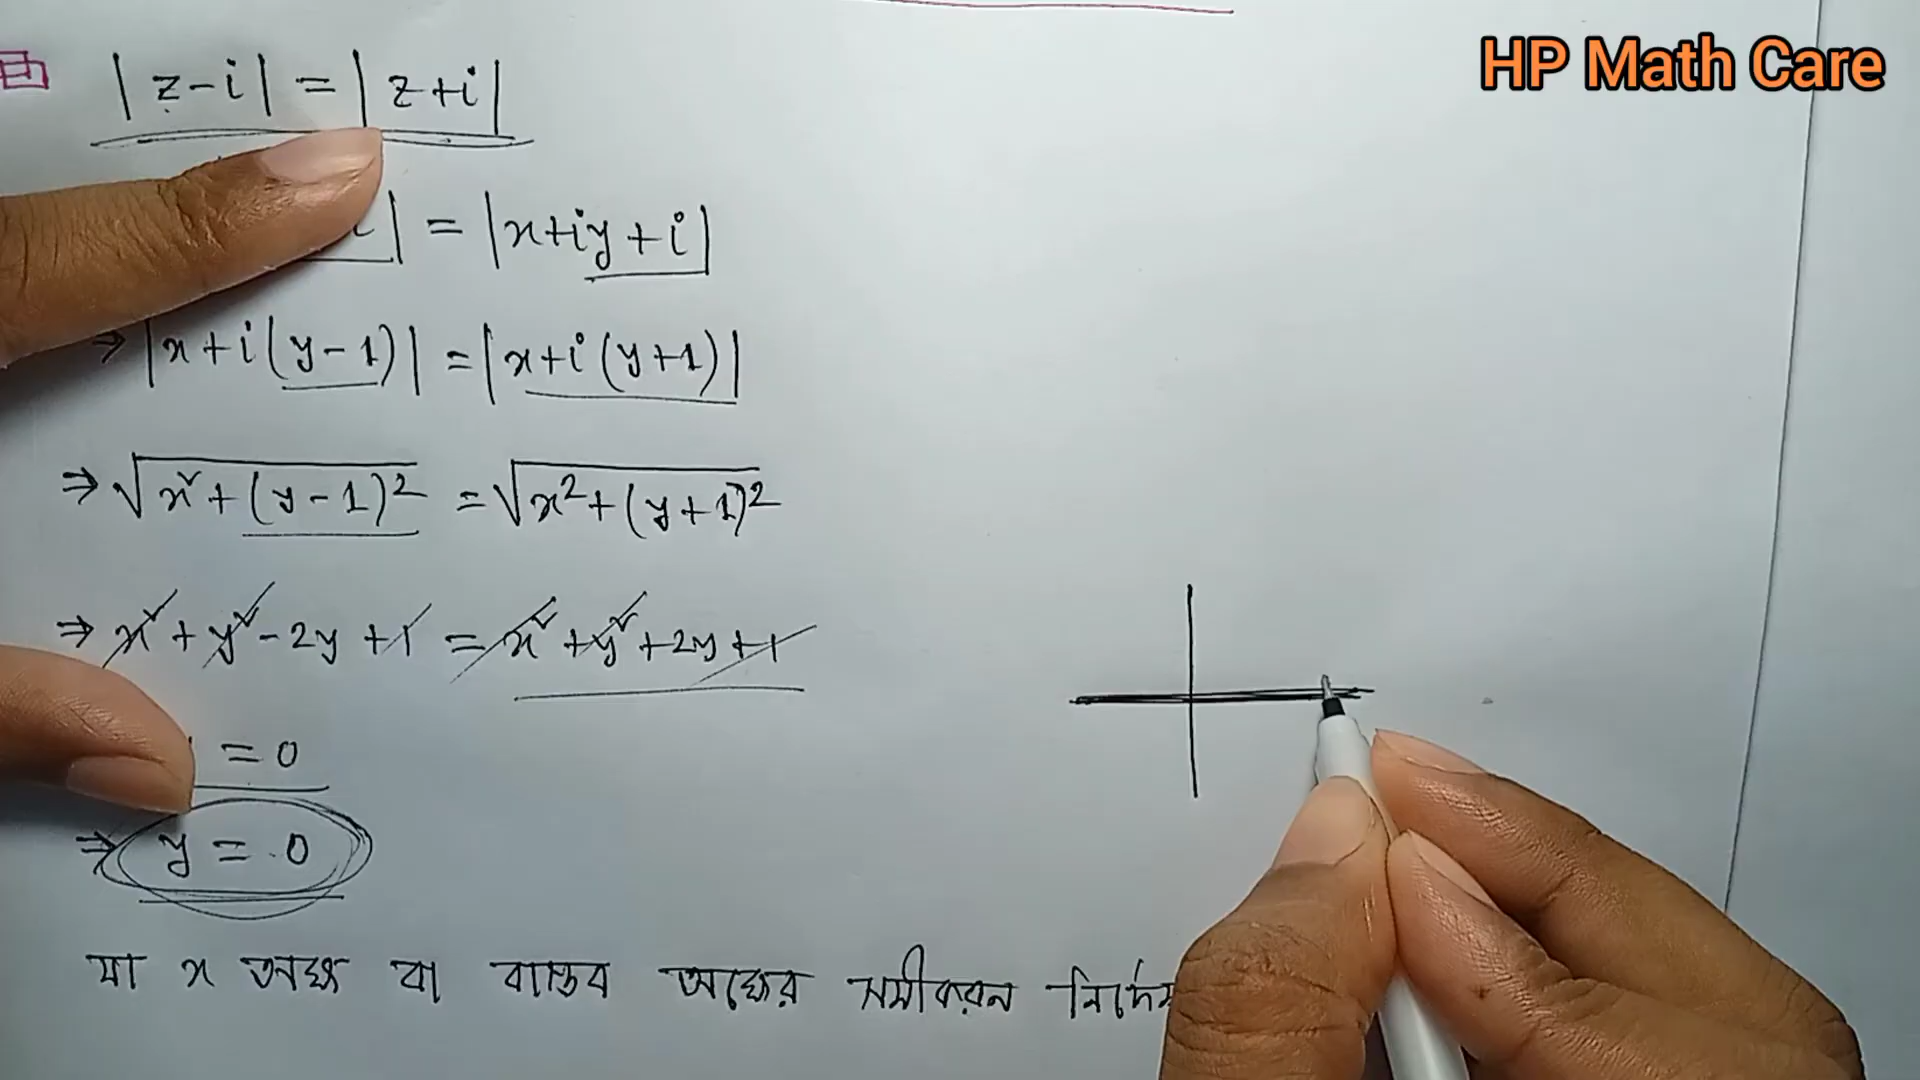 HP Math Care
|z-i| = |z+i|
i| = |x+iy+i|
⇒ |x+i(y-1)| = |x+i(y+1)|
⇒ √x²+(y-1)² = √x²+(y+1)²
⇒ x²+y²-2y+1 = x²+y²+2y+1
= 0
⇒ y = 0
যা x অক্ষ বা বাস্তব অক্ষের সমীকরন